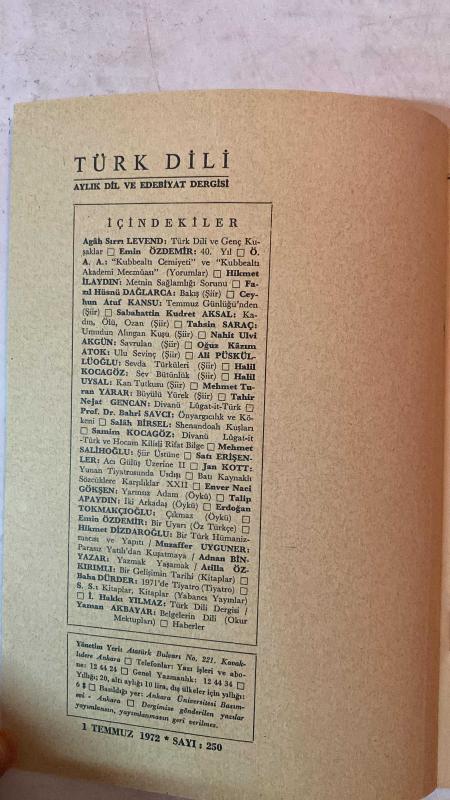 TÜRK DİLİ
AYLIK DİL VE EDEBİYAT DERGİSİ
İÇİNDEKİLER
Agâh Sırrı LEVEND: Türk Dili ve Genç Ku-
şaklar □ Emin ÖZDEMİR: 40. Yıl □ Ö.
A. A.: "Kubbealtı Cemiyeti" ve "Kubbealtı
Akademi Mecmûası" (Yorumlar) □ Hikmet
İLAYDIN: Metnin Sağlamlığı Sorunu □ Fa-
zıl Hüsnü DAĞLARCA: Bakış (Şiir) □ Cey-
hun Atuf KANSU: Temmuz Günlüğü'nden
(Şiir) □ Sabahattin Kudret AKSAL: Ka-
dın, Ölü, Ozan (Şiir) □ Tahsin SARAÇ:
Umudun Alıngan Kuşu (Şiir) □ Nahit Ulvi
AKGÜN: Savrulan (Şiir) □ Oğuz Kâzım
ATOK: Ulu Sevinç (Şiir) □ Ali PÜSKÜL-
LÜOĞLU: Sevda Türküleri (Şiir) □ Halil
KOCAGÖZ: Sev Bütünlük (Şiir) □ Halil
UYSAL: Kan Tutkusu (Şiir) □ Mehmet Tu-
ran YARAR: Büyülü Yürek (Şiir) □ Tahir
Nejat GENCAN: Divanü Lûgat-it-Türk □
Prof. Dr. Bahri SAVCI: Önyargıcılık ve Kö-
keni □ Salâh BİRSEL: Shenandoah Kuşları
□ Samim KOCAGÖZ: Divanü Lûgat-it
-Türk ve Hocam Kilisli Rifat Bilge □ Mehmet
SALİHOĞLU: Şiir Üstüne □ Satı ERİŞEN-
LER: Acı Gülüş Üzerine II □ Jan KOTT:
Yunan Tiyatrosunda Usdışı □ Batı Kaynaklı
Sözcüklere Karşılıklar XXII □ Enver Naci
GÖKŞEN: Yarınsız Adam (Öykü) □ Talip
APAYDIN: İki Arkadaş (Öykü) □ Erdoğan
TOKMAKÇIOĞLU: Çıkmaz (Öykü) □
Emin ÖZDEMİR: Bir Uyarı (Öz Türkçe) □
Hikmet DİZDAROĞLU: Bir Türk Hümaniz-
macısı ve Yapıtı / Muzaffer UYGUNER:
Parasız Yatılı'dan Kuşatmaya / Adnan BİN-
YAZAR: Yazmak Yaşamak / Atilla ÖZ-
KIRIMLI: Bir Gelişimin Tarihi (Kitaplar) □
Baha DÜRDER: 1971'de Tiyatro (Tiyatro) □
S. S.: Kitaplar, Kitaplar (Yabancı Yayınlar)
□ İ. Hakkı YILMAZ: Türk Dili Dergisi /
Yaman AKBAYAR: Belgelerin Dili (Okur
Mektupları) □ Haberler
Yönetim Yeri: Atatürk Bulvarı No. 221. Kavak-
lıdere Ankara □ Telefonlar: Yazı İşleri ve abo-
ne: 12 44 24 □ Genel Yazmanlık: 12 44 34 □
Yıllığı; 20, altı aylığı 10 lira, dış ülkeler için yıllığı:
6 $ □ Basıldığı yer: Ankara Üniversitesi Basım-
evi - Ankara □ Dergimize gönderilen yazılar
yayımlansın, yayımlanmasın geri verilmez.
1 TEMMUZ 1972 * SAYI: 250